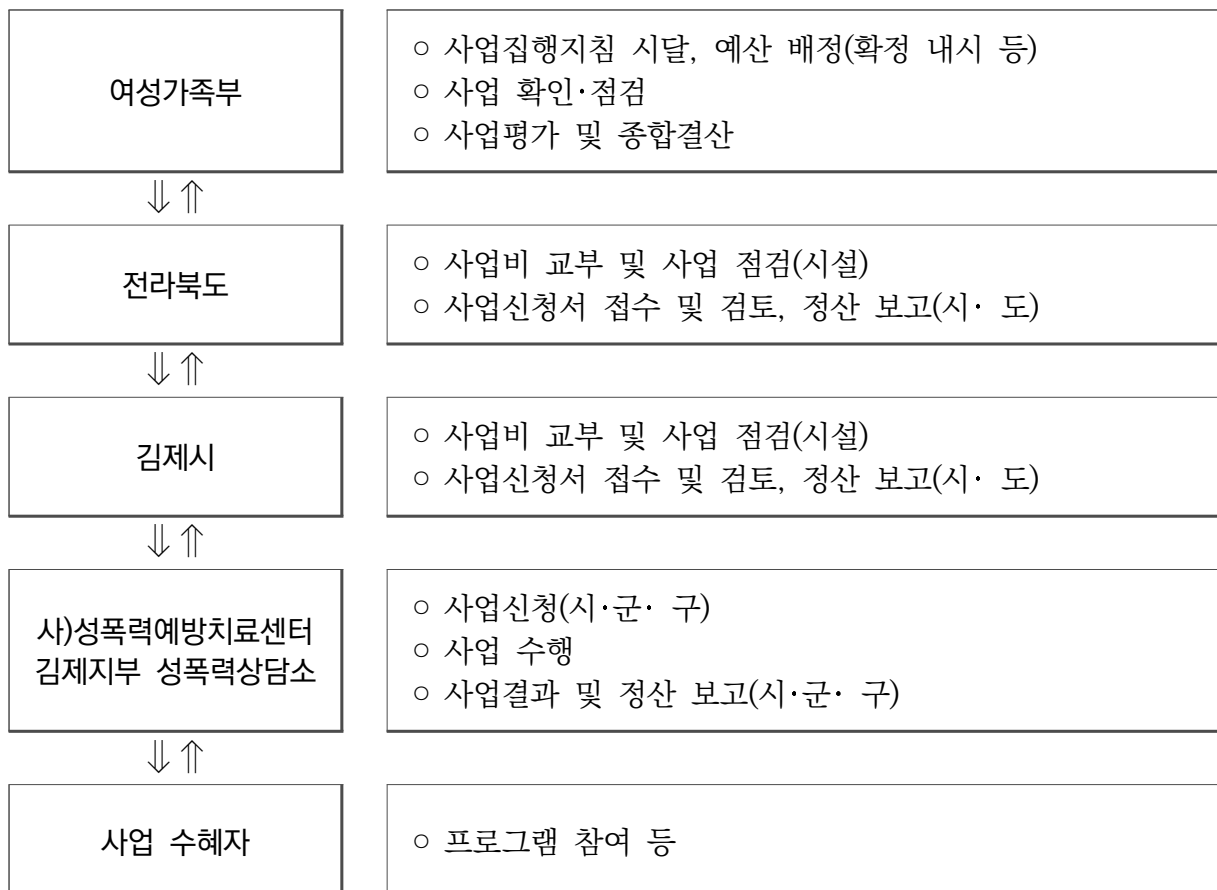 여성가족부
○ 사업집행지침 시달, 예산 배정(확정 내시 등)
○ 사업 확인·점검
○ 사업평가 및 종합결산
⇓⇑
전라북도
○ 사업비 교부 및 사업 점검(시설)
○ 사업신청서 접수 및 검토, 정산 보고(시· 도)
⇓⇑
김제시
○ 사업비 교부 및 사업 점검(시설)
○ 사업신청서 접수 및 검토, 정산 보고(시· 도)
⇓⇑
사)성폭력예방치료센터
김제지부 성폭력상담소
○ 사업신청(시·군· 구)
○ 사업 수행
○ 사업결과 및 정산 보고(시·군· 구)
⇓⇑
사업 수혜자
○ 프로그램 참여 등